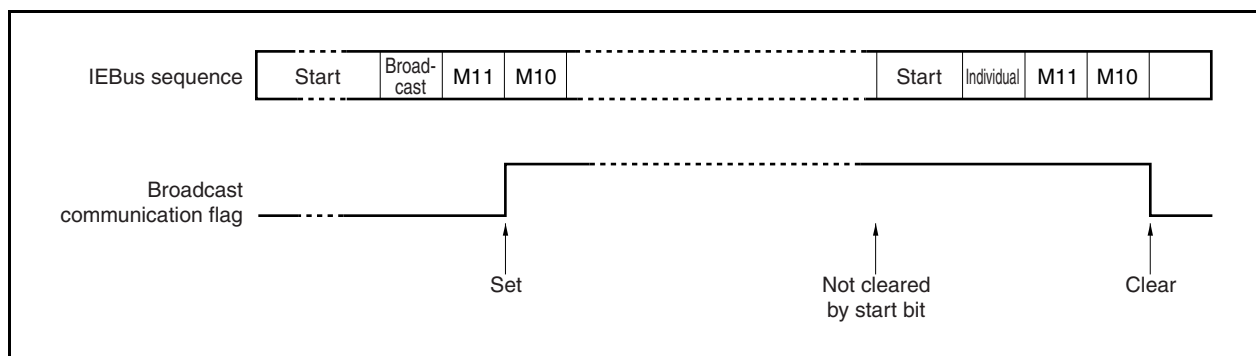 IEBus sequence
Start
Broad-
cast
M11
M10
Start
Individual
M11
M10
Broadcast
communication flag
Set
Not cleared
by start bit
Clear